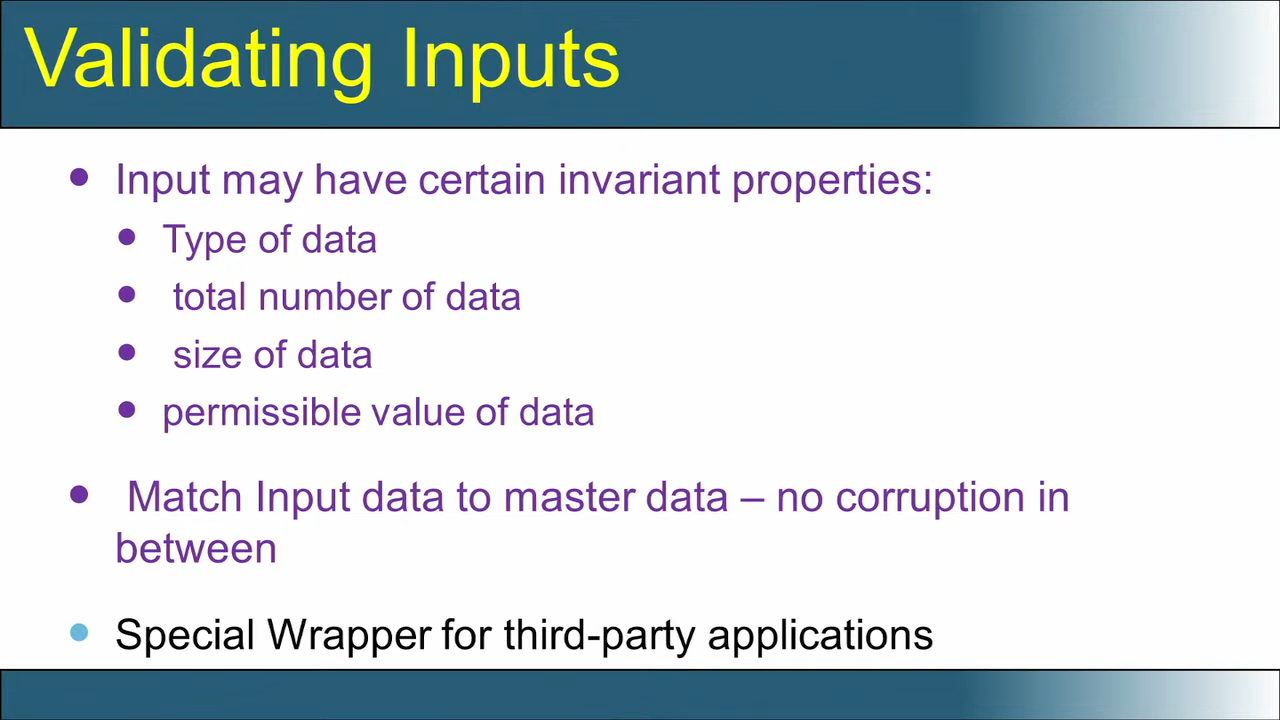 Validating Inputs
• Input may have certain invariant properties:
• Type of data
• total number of data
• size of data
• permissible value of data
• Match Input data to master data – no corruption in
between
• Special Wrapper for third-party applications